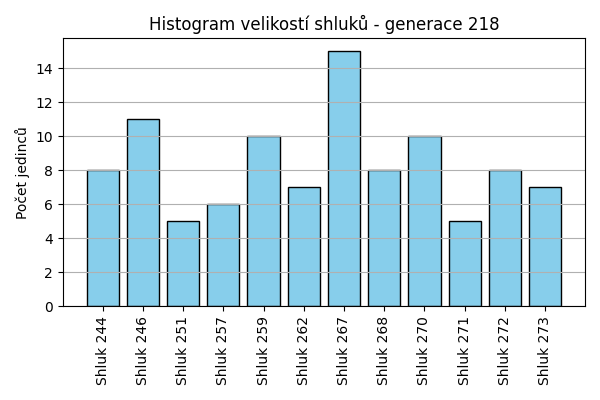 Histogram velikostí shluků - generace 218
Počet jedinců
14
12
10
8
6
4
2
0
Shluk 244
Shluk 246
Shluk 251
Shluk 257
Shluk 259
Shluk 262
Shluk 267
Shluk 268
Shluk 270
Shluk 271
Shluk 272
Shluk 273